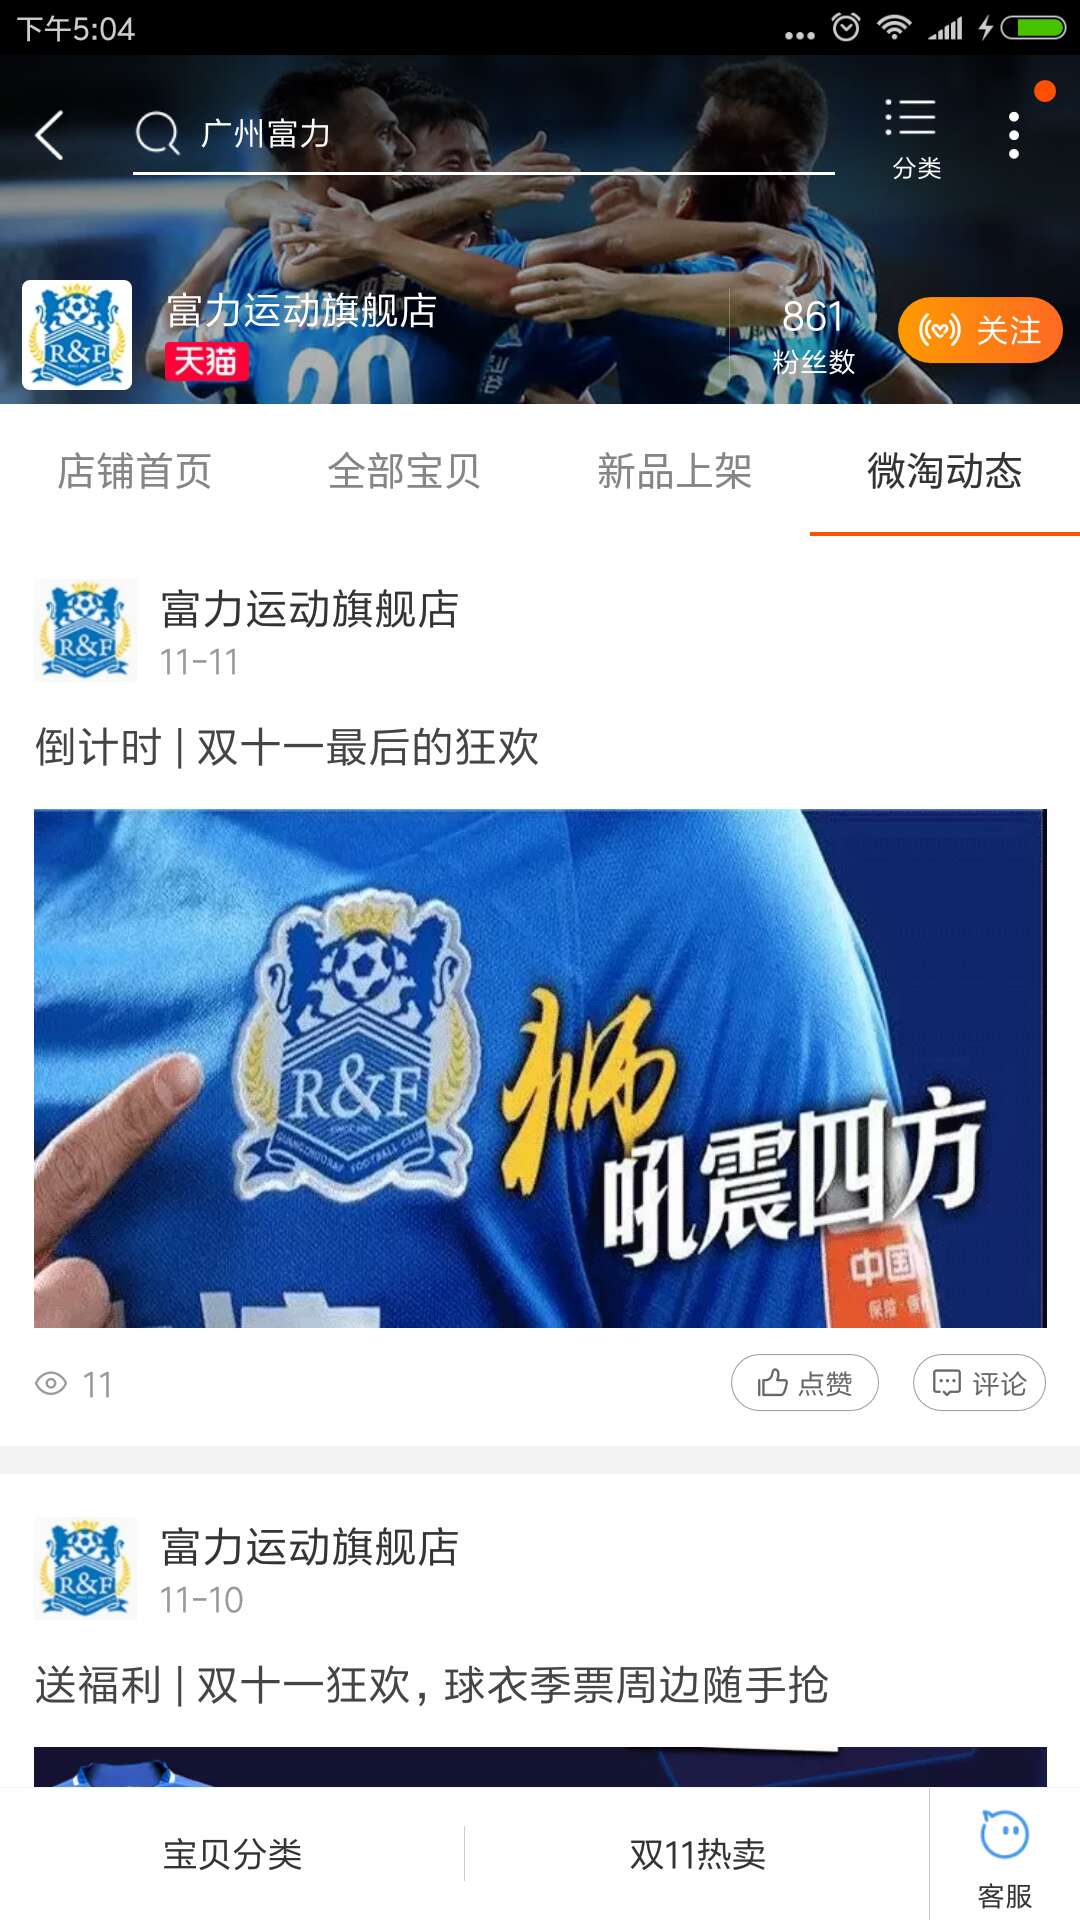 下午5:04
广州富力
分类
富力运动旗舰店
天猫
861
粉丝数
关注
R&F
20
20
店铺首页
全部宝贝
新品上架
微淘动态
R&F
富力运动旗舰店
11-11
倒计时 | 双十一最后的狂欢
R&F
GUANGZHOU R&F FOOTBALL CLUB
狮
吼震四方
中国
11
点赞
评论
R&F
富力运动旗舰店
11-10
送福利 | 双十一狂欢，球衣季票周边随手抢
宝贝分类
双11热卖
客服